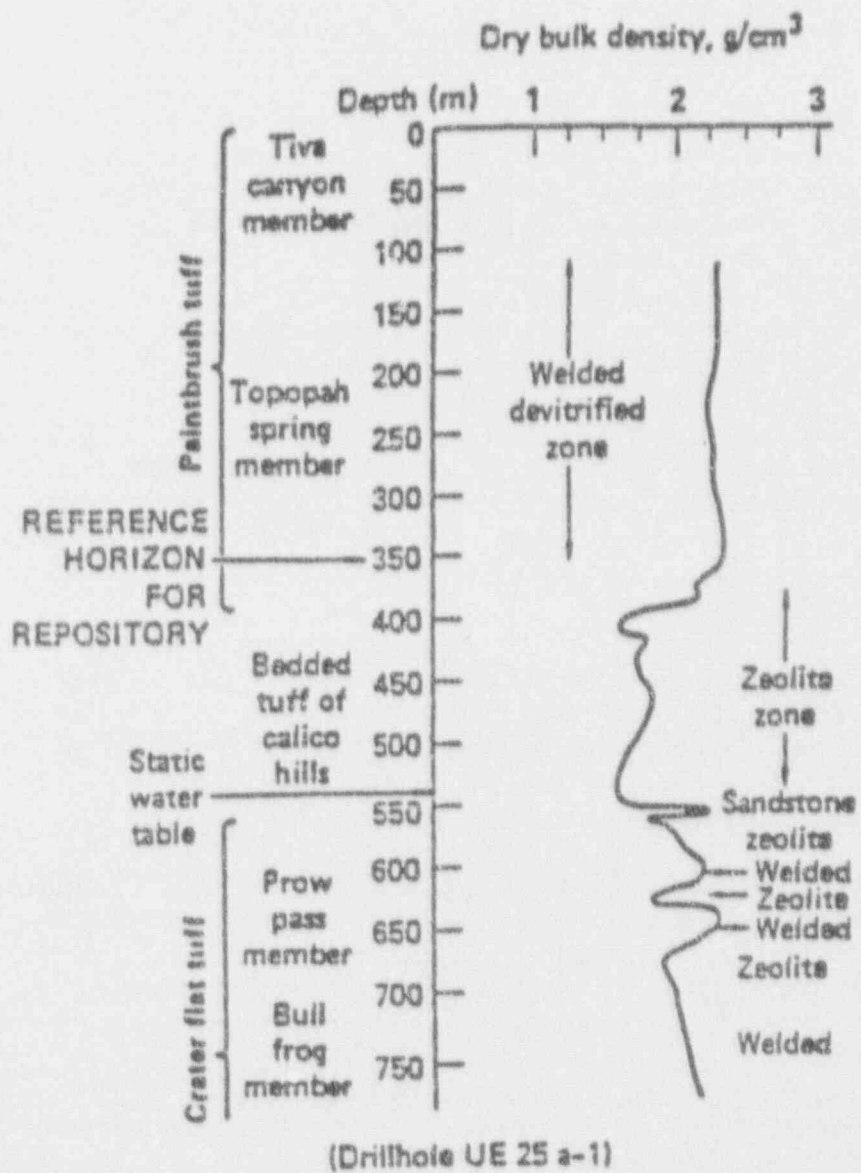 Dry bulk density, g/cm³
Depth (m) 1 2 3
0
50
100
150
200
250
300
350
400
450
500
550
600
650
700
750
Paintbrush tuff
Tiva
carryon
member
Topopah
spring
member
REFERENCE
HORIZON
FOR
REPOSITORY
Bedded
tuff of
calico
hills
Static
water
table
Crater flat tuff
Prow
pass
member
Bull
frog
member
Welded
devitrified
zone
Zeolite
zone
Sandstone
zeolite
Welded
Zeolite
Welded
Zeolite
Welded
(Drillhole UE 25 a-1)